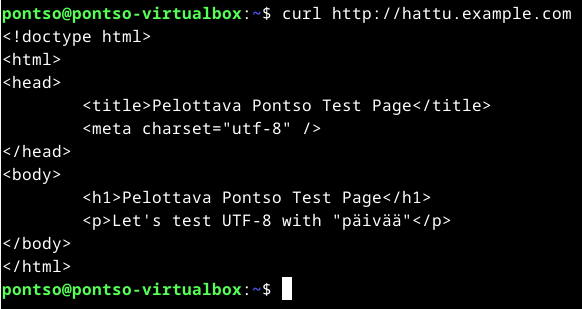 pontso@pontso-virtualbox:~$ curl http://hattu.example.com
<!doctype html>
<html>
<head>
        <title>Pelottava Pontso Test Page</title>
        <meta charset="utf-8" />
</head>
<body>
        <h1>Pelottava Pontso Test Page</h1>
        <p>Let's test UTF-8 with "päivää"</p>
</body>
</html>
pontso@pontso-virtualbox:~$